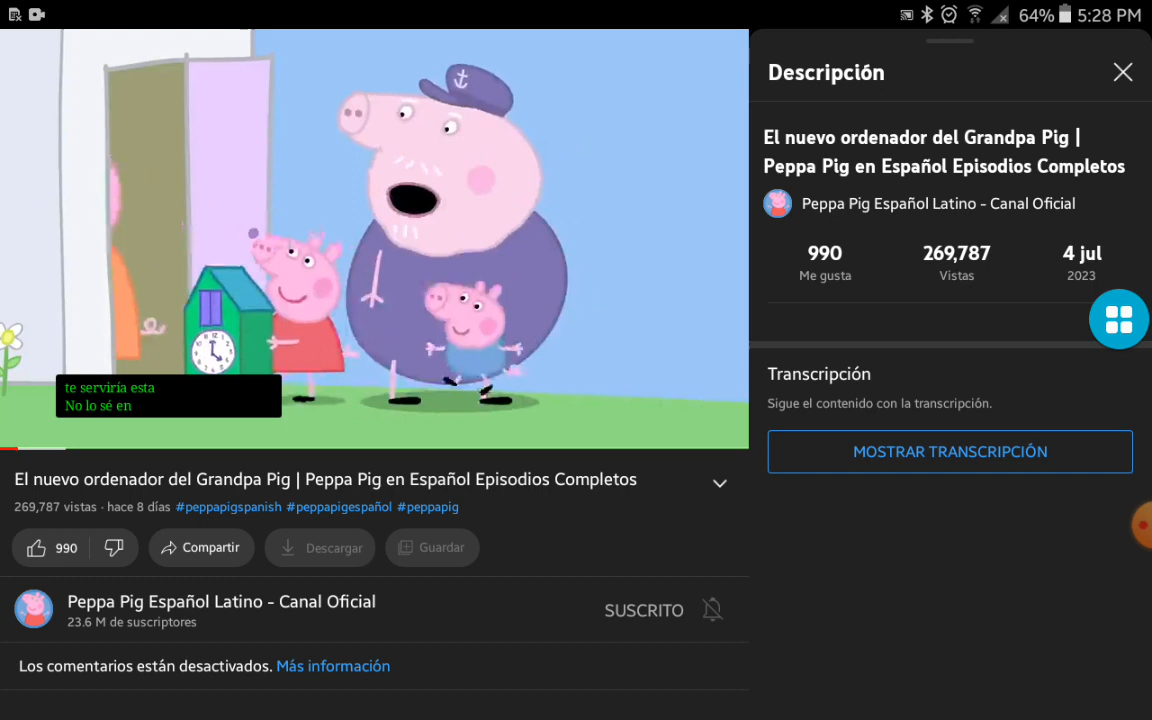 64% 5:28 PM
te serviría esta
No lo sé en
El nuevo ordenador del Grandpa Pig | Peppa Pig en Español Episodios Completos
269,787 vistas · hace 8 días #peppapigspanish #peppapigespañol #peppapig
990 Compartir Descargar Guardar
Peppa Pig Español Latino - Canal Oficial
23.6 M de suscriptores
SUSCRITO
Los comentarios están desactivados. Más información
Descripción
El nuevo ordenador del Grandpa Pig |
Peppa Pig en Español Episodios Completos
Peppa Pig Español Latino - Canal Oficial
990 269,787 4 jul
Me gusta Vistas 2023
Transcripción
Sigue el contenido con la transcripción.
MOSTRAR TRANSCRIPCIÓN